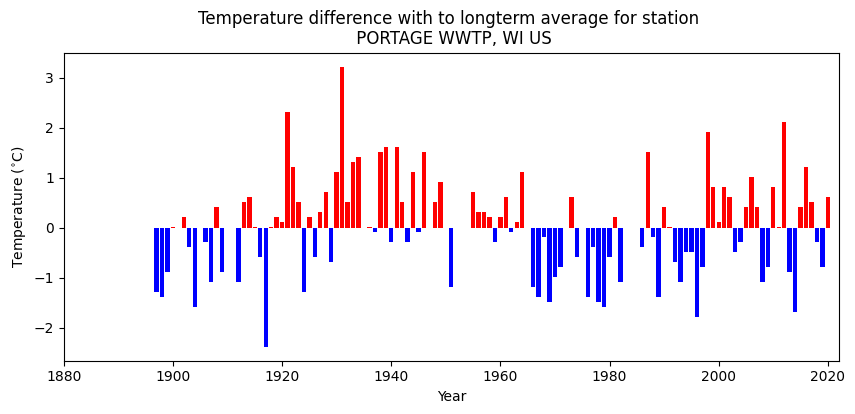 Temperature difference with to longterm average for station
PORTAGE WWTP, WI US
3
2
1
0
−1
−2
Temperature (°C)
1880 1900 1920 1940 1960 1980 2000 2020
Year